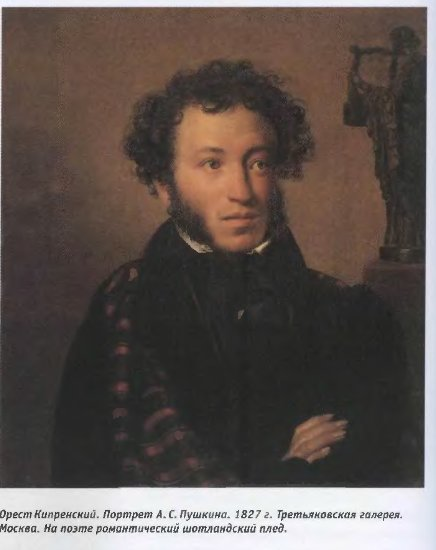 Орест Кипренский. Портрет А. С. Пушкина. 1827 г. Третьяковская галерея.
Москва. На поэте романтический шотландский плед.